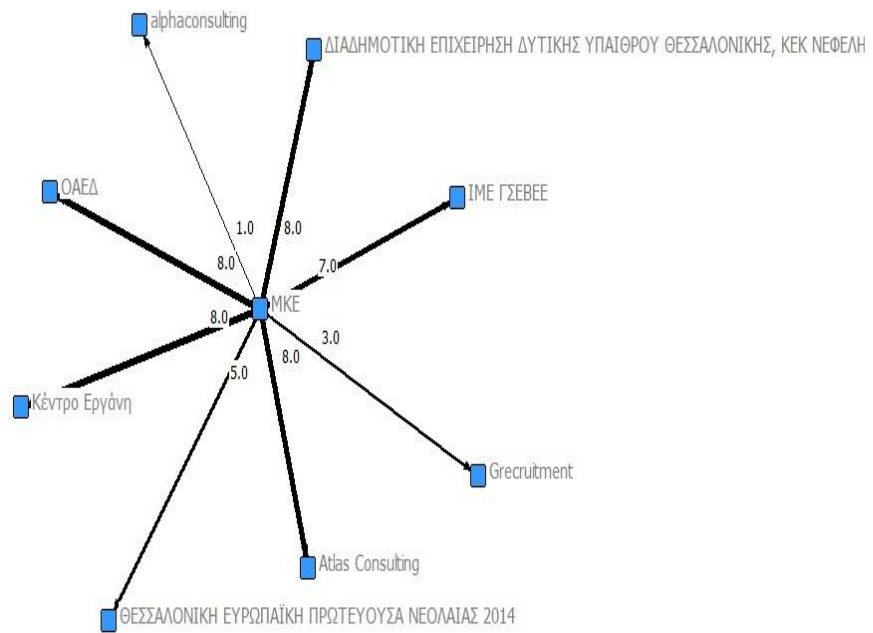 alphaconsulting
ΔΙΑΔΗΜΟΤΙΚΗ ΕΠΙΧΕΙΡΗΣΗ ΔΥΤΙΚΗΣ ΥΠΑΙΘΡΟΥ ΘΕΣΣΑΛΟΝΙΚΗΣ, ΚΕΚ ΝΕΦΕΛΗ
ΟΑΕΔ
ΙΜΕ ΓΣΕΒΕΕ
1.0
8.0
8.0
7.0
ΜΚΕ
8.0
3.0
8.0
5.0
Κέντρο Εργάνη
Grecruitment
Atlas Consulting
ΘΕΣΣΑΛΟΝΙΚΗ ΕΥΡΩΠΑΪΚΗ ΠΡΩΤΕΥΟΥΣΑ ΝΕΟΛΑΙΑΣ 2014